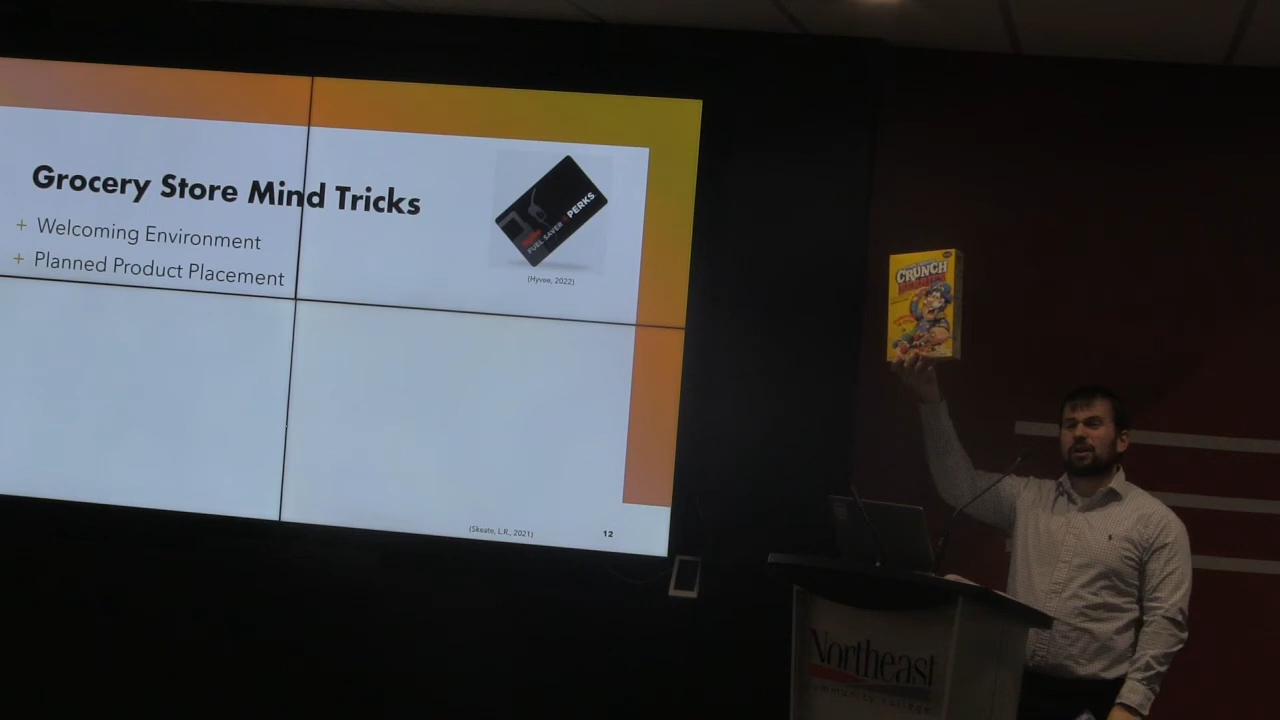 Grocery Store Mind Tricks
+ Welcoming Environment
+ Planned Product Placement
FUEL SAVER + PERKS
(Hyvee, 2022)
(Skeate, L.R., 2021)
12
CRUNCH
Northeast
community college